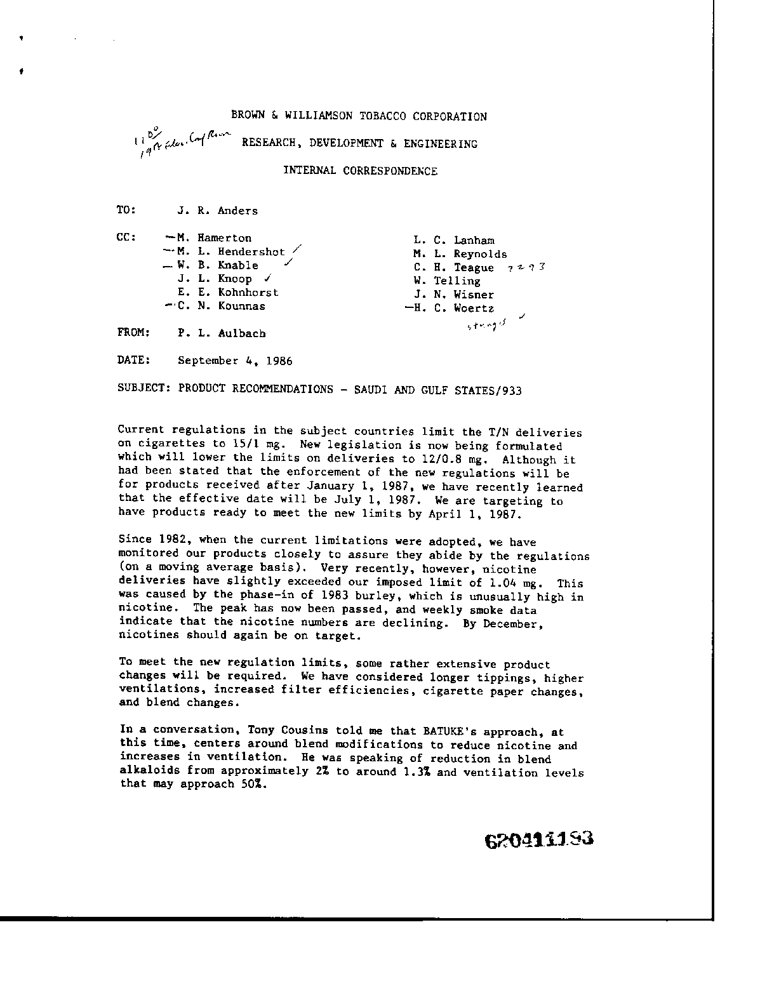 BROWN & WILLIAMSON TOBACCO CORPORATION
RESEARCH, DEVELOPMENT & ENGINEERING
INTERNAL CORRESPONDENCE
TO: J. R. Anders
CC: M. Hamerton L. C. Lanham
M. L. Hendershot M. L. Reynolds
W. B. Knable C. H. Teague 7293
J. L. Knoop W. Telling
E. E. Kohnhorst J. N. Wisner
C. N. Kounnas H. C. Woertz
FROM: P. L. Aulbach
DATE: September 4, 1986
SUBJECT: PRODUCT RECOMMENDATIONS - SAUDI AND GULF STATES/933
Current regulations in the subject countries limit the T/N deliveries
on cigarettes to 15/1 mg. New legislation is now being formulated
which will lower the limits on deliveries to 12/0.8 mg. Although it
had been stated that the enforcement of the new regulations will be
for products received after January 1, 1987, we have recently learned
that the effective date will be July 1, 1987. We are targeting to
have products ready to meet the new limits by April 1, 1987.
Since 1982, when the current limitations were adopted, we have
monitored our products closely to assure they abide by the regulations
(on a moving average basis). Very recently, however, nicotine
deliveries have slightly exceeded our imposed limit of 1.04 mg. This
was caused by the phase-in of 1983 burley, which is unusually high in
nicotine. The peak has now been passed, and weekly smoke data
indicate that the nicotine numbers are declining. By December,
nicotines should again be on target.
To meet the new regulation limits, some rather extensive product
changes will be required. We have considered longer tippings, higher
ventilations, increased filter efficiencies, cigarette paper changes,
and blend changes.
In a conversation, Tony Cousins told me that BATUKE's approach, at
this time, centers around blend modifications to reduce nicotine and
increases in ventilation. He was speaking of reduction in blend
alkaloids from approximately 2% to around 1.3% and ventilation levels
that may approach 50%.
620411193